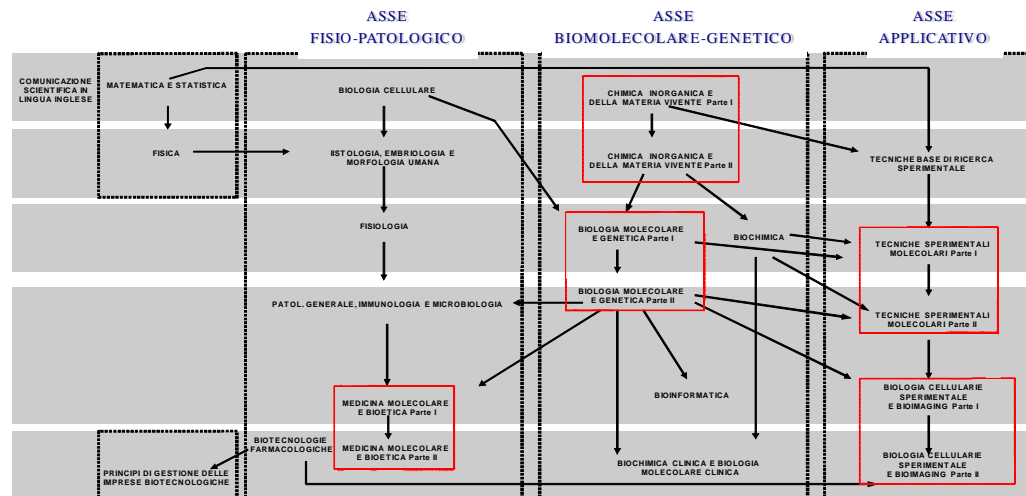 ASSE
FISIO-PATOLOGICO
ASSE
BIOMOLECOLARE-GENETICO
ASSE
APPLICATIVO
COMUNICAZIONE
SCIENTIFICA IN
LINGUA INGLESE
MATEMATICA E STATISTICA
BIOLOGIA CELLULARE
CHIMICA INORGANICA E
DELLA MATERIA VIVENTE Parte I
FISICA
IISTOLOGIA, EMBRIOLOGIA E
MORFOLOGIA UMANA
CHIMICA INORGANICA E
DELLA MATERIA VIVENTE Parte II
TECNICHE BASE DI RICERCA
SPERIMENTALE
FISIOLOGIA
BIOLOGIA MOLECOLARE
E GENETICA Parte I
BIOCHIMICA
TECNICHE SPERIMENTALI
MOLECOLARI Parte I
PATOL. GENERALE, IMMUNOLOGIA E MICROBIOLOGIA
BIOLOGIA MOLECOLARE
E GENETICA Parte II
TECNICHE SPERIMENTALI
MOLECOLARI Parte II
MEDICINA MOLECOLARE
E BIOETICA Parte I
BIOINFORMATICA
BIOLOGIA CELLULARIE
SPERIMENTALE
E BIOIMAGING Parte I
BIOTECNOLOGIE
FARMACOLOGICHE
MEDICINA MOLECOLARE
E BIOETICA Parte II
BIOCHIMICA CLINICA E BIOLOGIA
MOLECOLARE CLINICA
BIOLOGIA CELLULARIE
SPERIMENTALE
E BIOIMAGING Parte II
PRINCIPI DI GESTIONE DELLE
IMPRESE BIOTECNOLOGICHE